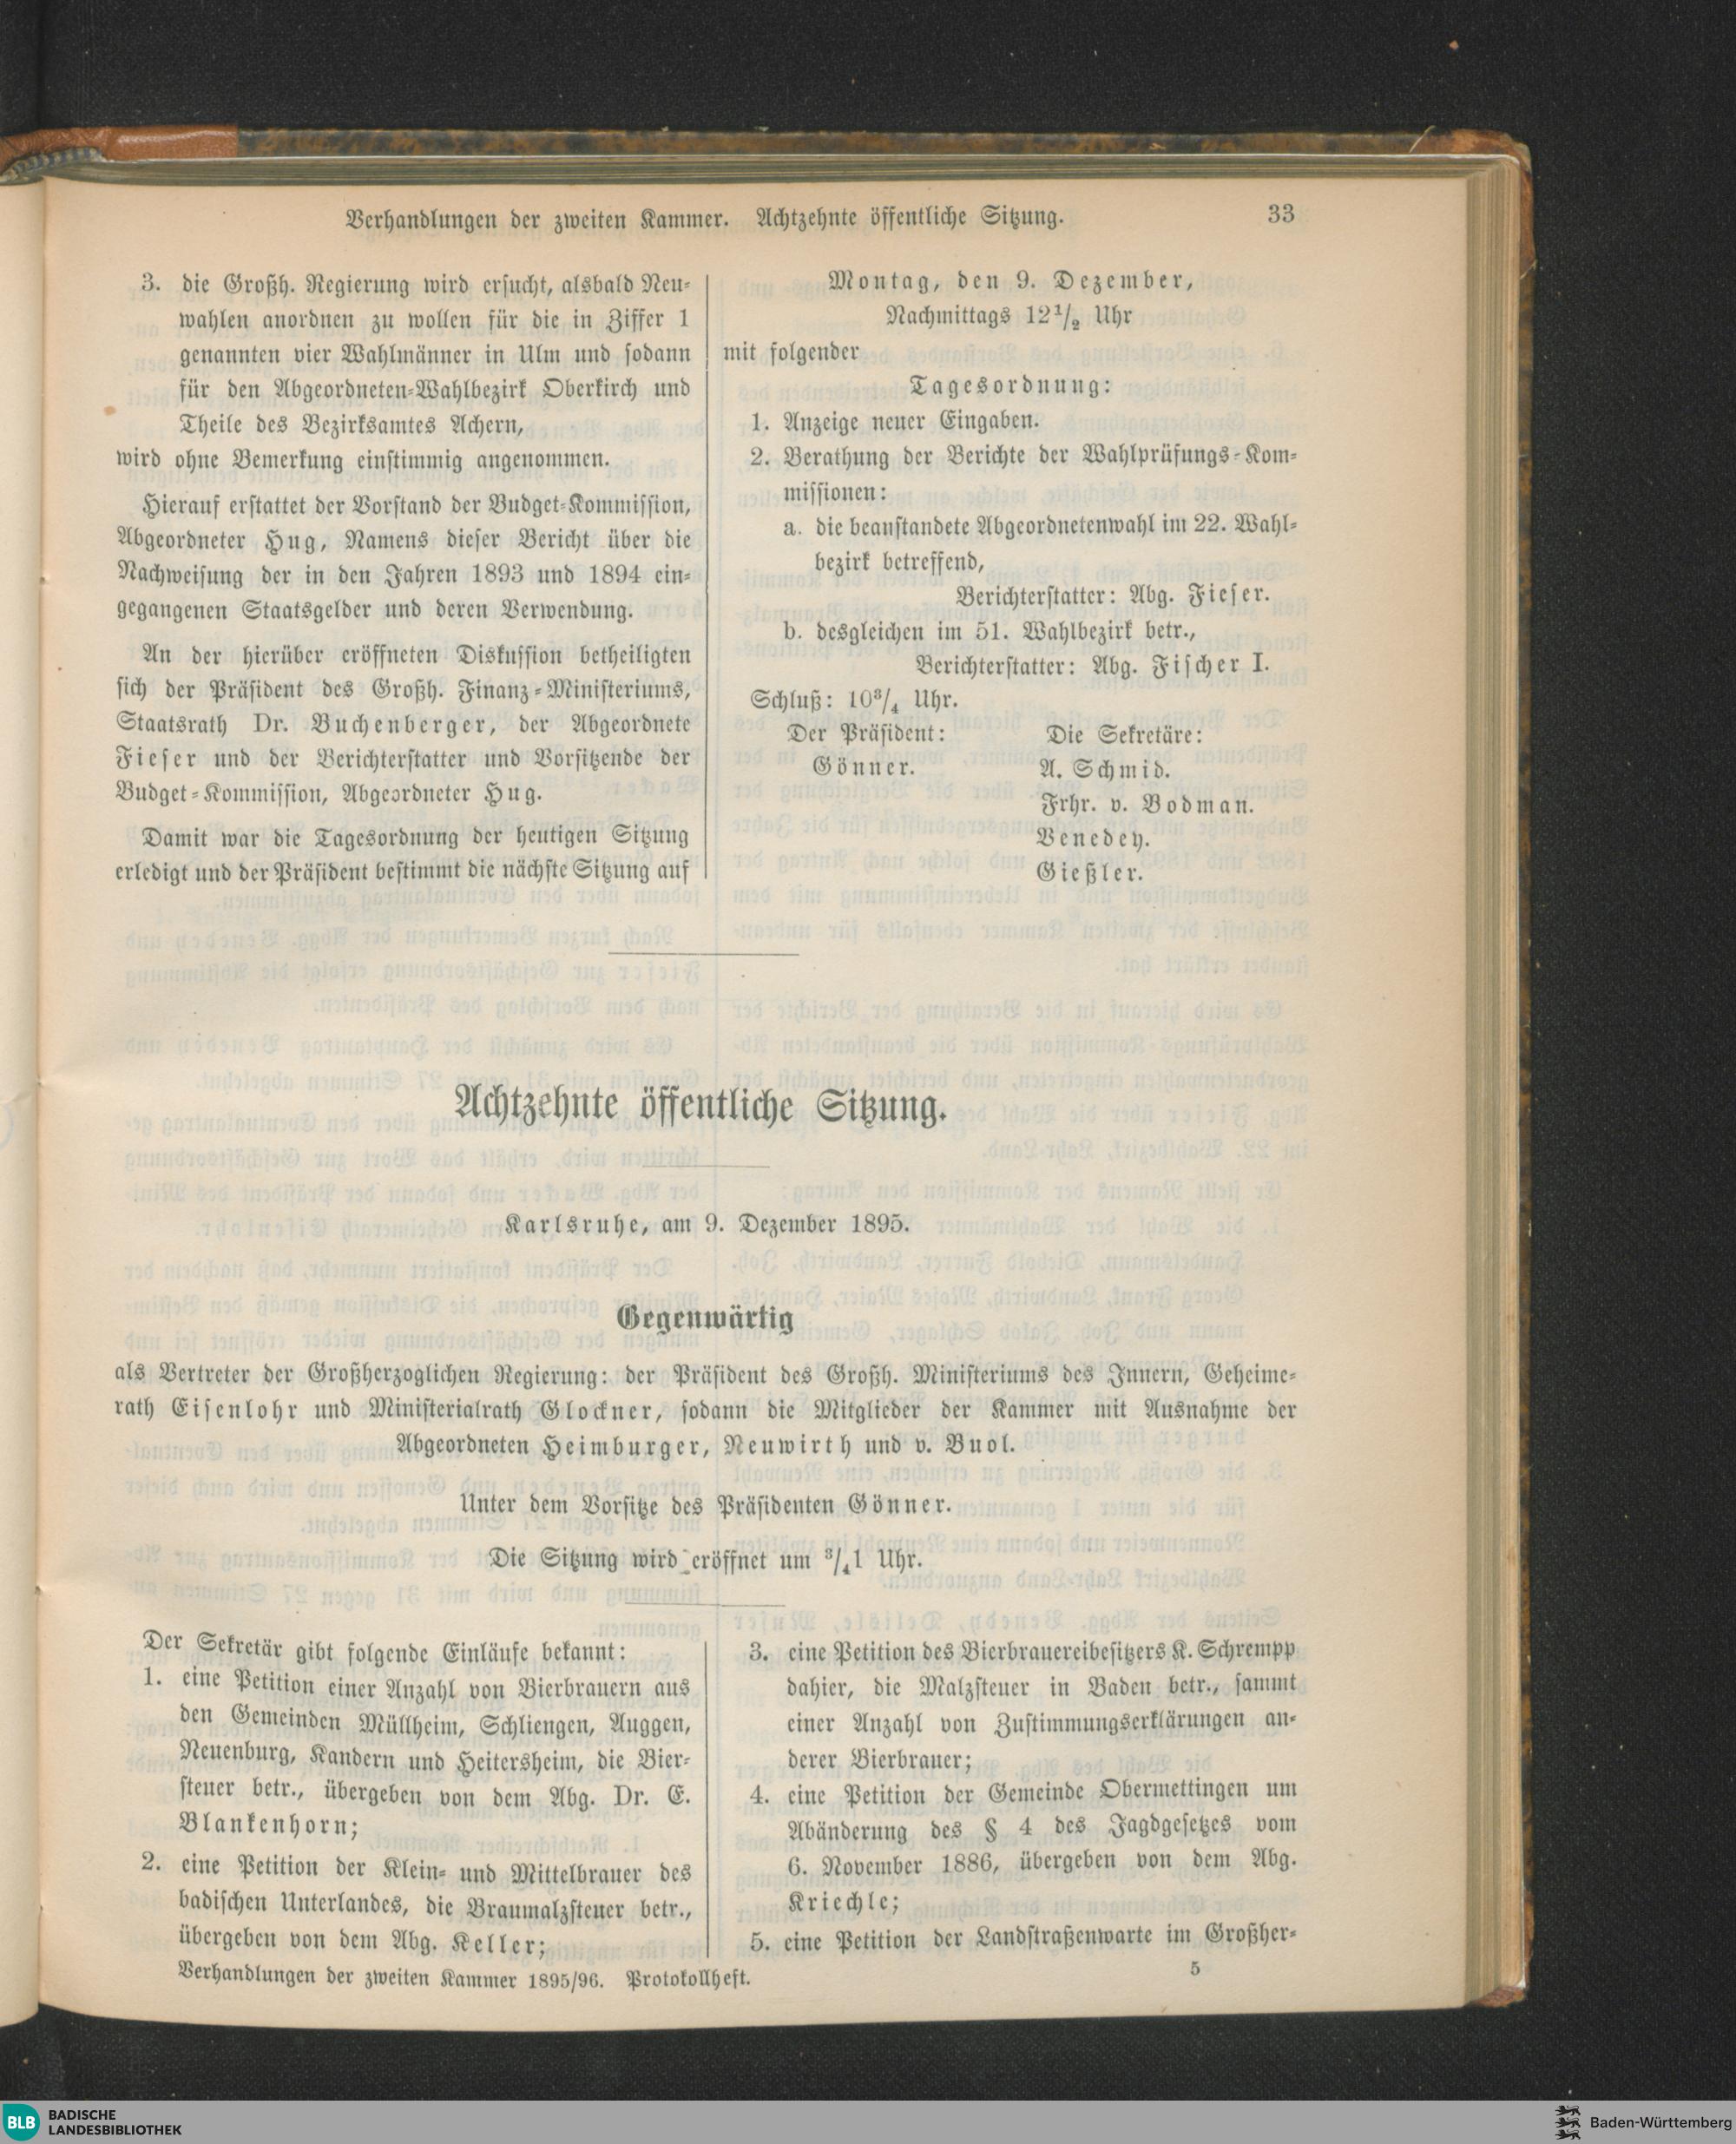 Verhandlungen der zweiten Kammer. Achtzehnte öffentliche Sitzung. 33
3. die Großh. Regierung wird ersucht, alsbald Neu-
wahlen anordnen zu wollen für die in Ziffer 1
genannten vier Wahlmänner in Ulm und sodann
für den Abgeordneten-Wahlbezirk Oberkirch und
Theile des Bezirksamtes Achern,
wird ohne Bemerkung einstimmig angenommen.
Hierauf erstattet der Vorstand der Budget-Kommission,
Abgeordneter Hug, Namens dieser Bericht über die
Nachweisung der in den Jahren 1893 und 1894 ein-
gegangenen Staatsgelder und deren Verwendung.
An der hierüber eröffneten Diskussion betheiligten
sich der Präsident des Großh. Finanz-Ministeriums,
Staatsrath Dr. Buchenberger, der Abgeordnete
Fieser und der Berichterstatter und Vorsitzende der
Budget-Kommission, Abgeordneter Hug.
Damit war die Tagesordnung der heutigen Sitzung
erledigt und der Präsident bestimmt die nächste Sitzung auf
Montag, den 9. Dezember,
Nachmittags 12 1/2 Uhr
mit folgender
Tagesordnung:
1. Anzeige neuer Eingaben.
2. Berathung der Berichte der Wahlprüfungs-Kom-
missionen:
a. die beanstandete Abgeordnetenwahl im 22. Wahl-
bezirk betreffend,
Berichterstatter: Abg. Fieser.
b. desgleichen im 51. Wahlbezirk betr.,
Berichterstatter: Abg. Fischer I.
Schluß: 10 3/4 Uhr.
Der Präsident: Die Sekretäre:
Gönner. A. Schmid.
Frhr. v. Bodman.
Venedey.
Gießler.
Achtzehnte öffentliche Sitzung.
Karlsruhe, am 9. Dezember 1895.
Gegenwärtig
als Vertreter der Großherzoglichen Regierung: der Präsident des Großh. Ministeriums des Innern, Geheime-
rath Eisenlohr und Ministerialrath Glockner, sodann die Mitglieder der Kammer mit Ausnahme der
Abgeordneten Heimburger, Neuwirth und v. Buol.
Unter dem Vorsitze des Präsidenten Gönner.
Die Sitzung wird eröffnet um 3/4 1 Uhr.
Der Sekretär gibt folgende Einläufe bekannt:
1. eine Petition einer Anzahl von Bierbrauern aus
den Gemeinden Müllheim, Schliengen, Auggen,
Neuenburg, Kandern und Heitersheim, die Bier-
steuer betr., übergeben von dem Abg. Dr. E.
Blankenhorn;
2. eine Petition der Klein- und Mittelbrauer des
badischen Unterlandes, die Braumalzsteuer betr.,
übergeben von dem Abg. Keller;
3. eine Petition des Bierbrauereibesitzers K. Schrempp
dahier, die Malzsteuer in Baden betr., sammt
einer Anzahl von Zustimmungserklärungen an-
derer Bierbrauer;
4. eine Petition der Gemeinde Obermettingen um
Abänderung des § 4 des Jagdgesetzes vom
6. November 1886, übergeben von dem Abg.
Kriechle;
5. eine Petition der Landstraßenwarte im Großher-
Verhandlungen der zweiten Kammer 1895/96. Protokollheft. 5
BLB BADISCHE
LANDESBIBLIOTHEK
Baden-Württemberg